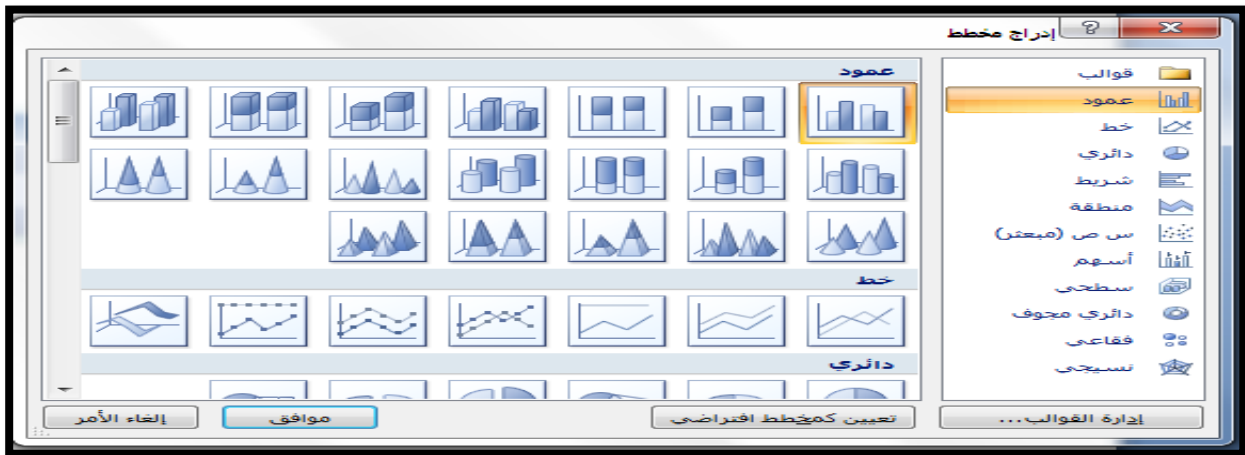 إدراج مخطط
قوالب
عمود
خط
دائري
شريط
منطقة
س ص (مبعثر)
أسهم
سطحي
دائري مجوف
فقاعي
نسيجي
عمود
خط
دائري
إدارة القوالب...
تعيين كمخطط افتراضي
موافق
إلغاء الأمر